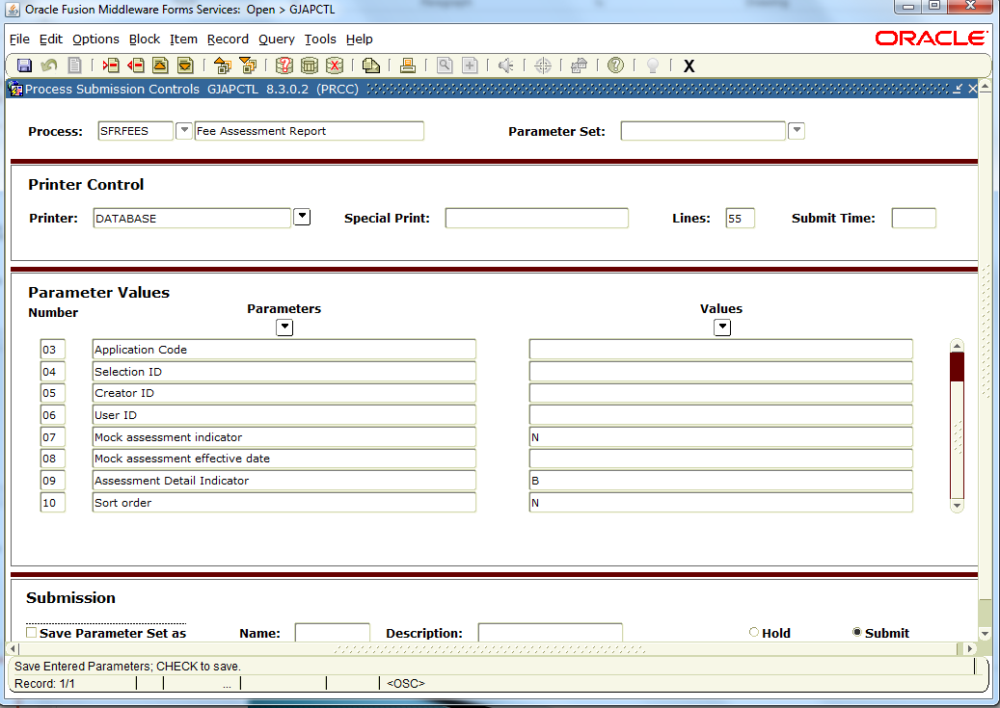 Oracle Fusion Middleware Forms Services: Open > GJAPCTL
File Edit Options Block Item Record Query Tools Help
ORACLE
X
Process Submission Controls GJAPCTL 8.3.0.2 (PRCC)
Process: SFRFEES Fee Assessment Report Parameter Set:
Printer Control
Printer: DATABASE Special Print: Lines: 55 Submit Time:
Parameter Values
Number Parameters Values
03 Application Code
04 Selection ID
05 Creator ID
06 User ID
07 Mock assessment indicator N
08 Mock assessment effective date
09 Assessment Detail Indicator B
10 Sort order N
Submission
Save Parameter Set as Name: Description: Hold Submit
Save Entered Parameters; CHECK to save.
Record: 1/1 ... <OSC>